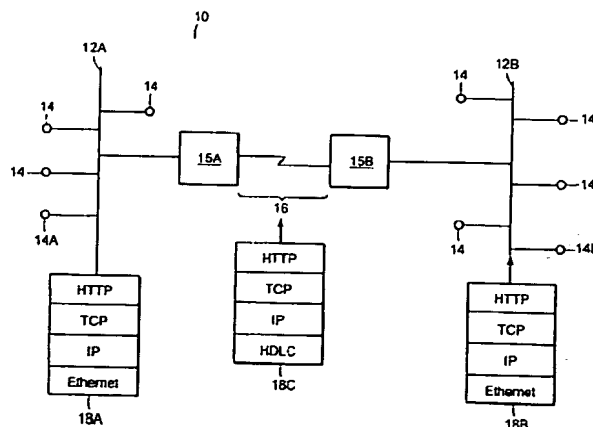 10
12A
12B
14
14
14
14
14
14
15A
15B
14
14
16
14A
14
HTTP
TCP
IP
HDLC
18C
HTTP
TCP
IP
Ethernet
18A
HTTP
TCP
IP
Ethernet
18B